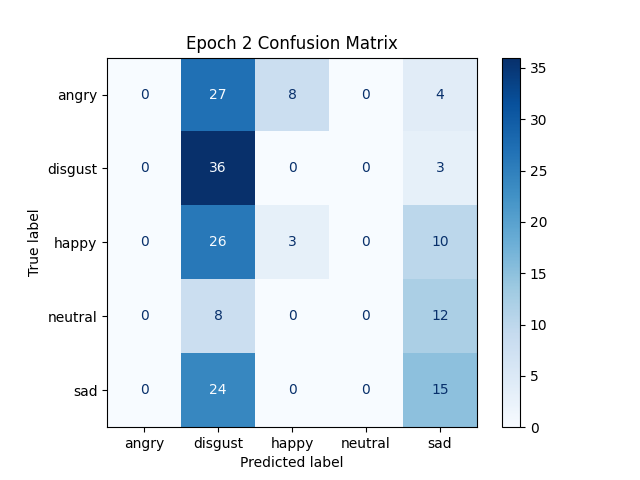 Epoch 2 Confusion Matrix
True label
angry 0 27 8 0 4
disgust 0 36 0 0 3
happy 0 26 3 0 10
neutral 0 8 0 0 12
sad 0 24 0 0 15
angry disgust happy neutral sad
Predicted label
35
30
25
20
15
10
5
0